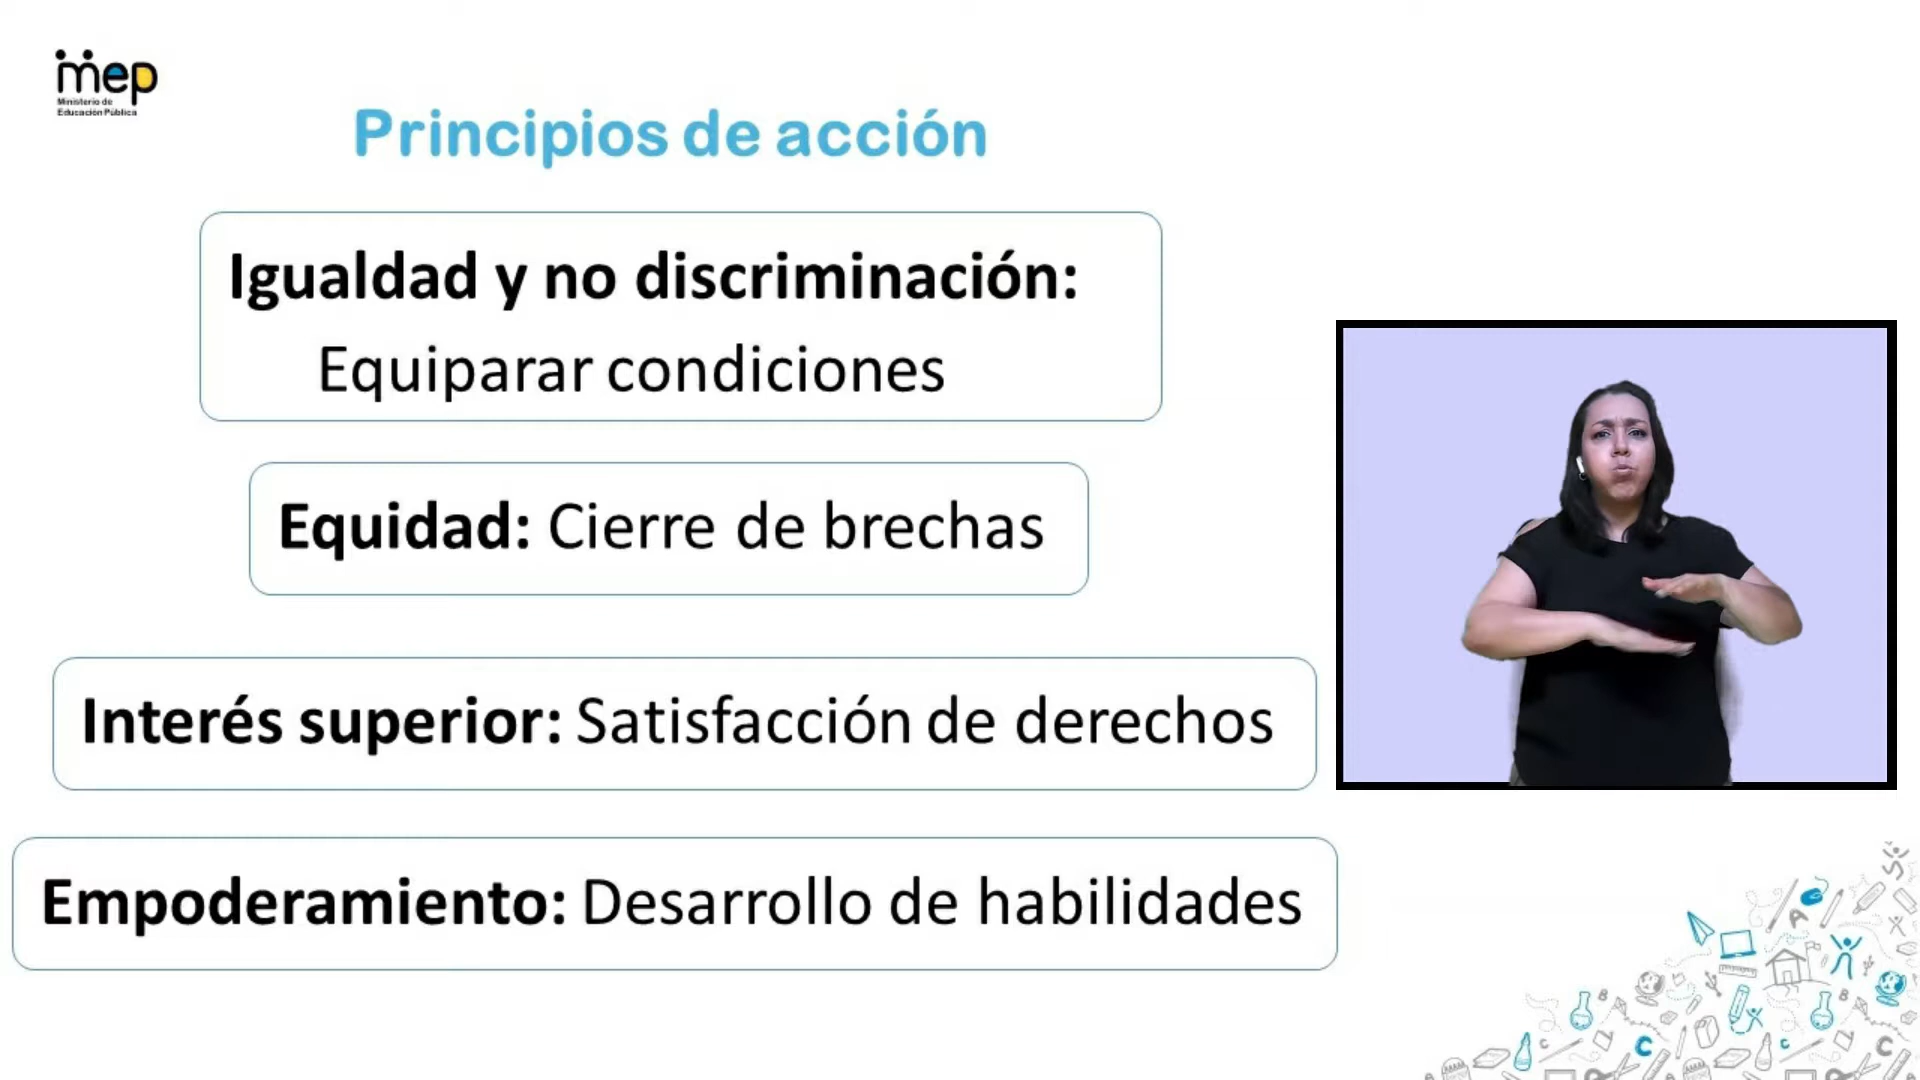 mep
Ministerio de
Educación Pública
Principios de acción
Igualdad y no discriminación:
Equiparar condiciones
Equidad: Cierre de brechas
Interés superior: Satisfacción de derechos
Empoderamiento: Desarrollo de habilidades